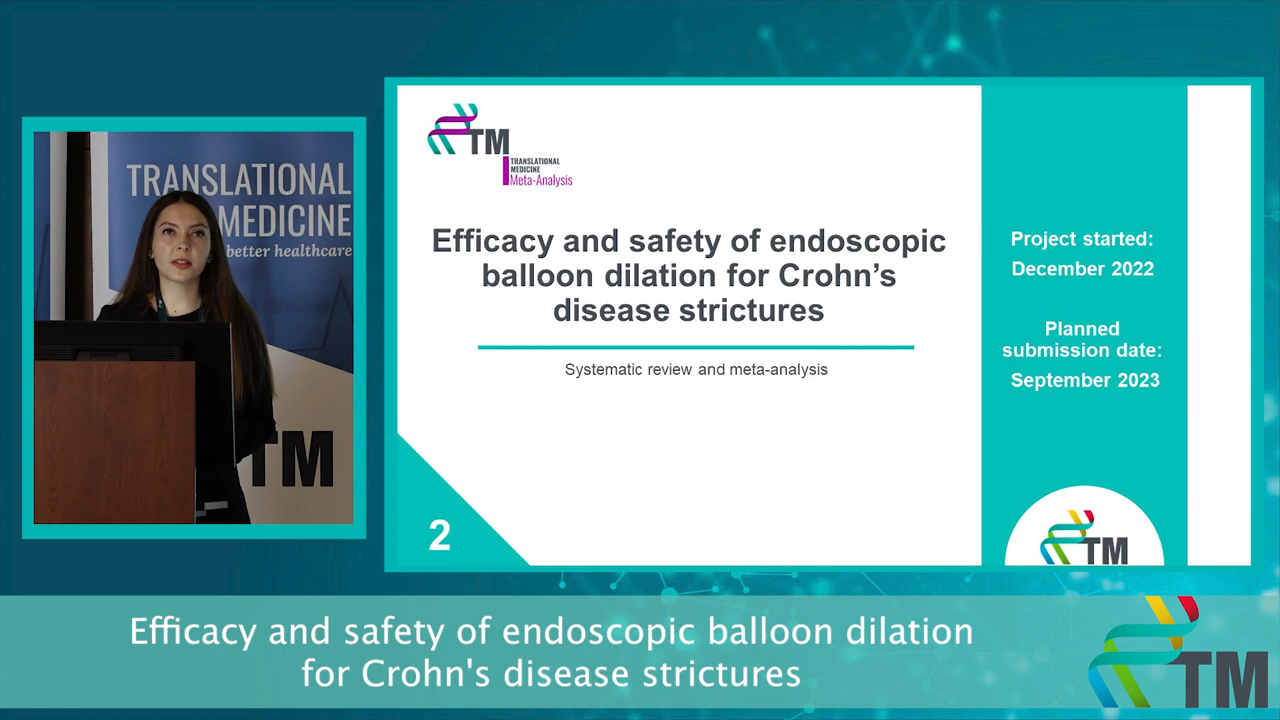 TRANSLATIONAL
MEDICINE
better healthcare
TM
TM
TRANSLATIONAL
MEDICINE
Meta-Analysis
Efficacy and safety of endoscopic
balloon dilation for Crohn’s
disease strictures
Systematic review and meta-analysis
2
Project started:
December 2022
Planned
submission date:
September 2023
TM
Efficacy and safety of endoscopic balloon dilation
for Crohn's disease strictures
TM